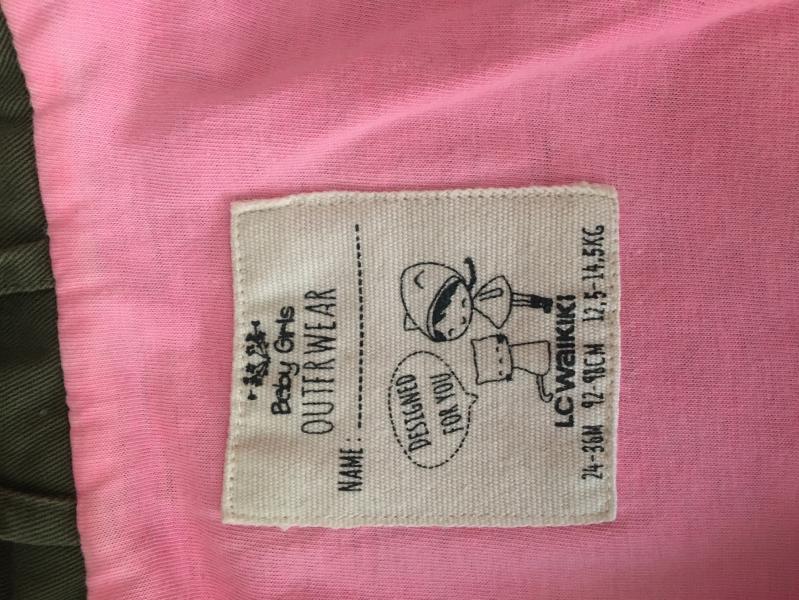 Baby Girls
OUTERWEAR
NAME:
DESIGNED
FOR YOU
LC WAIKIKI
24-36M 92-98CM 12,5-14,5KG